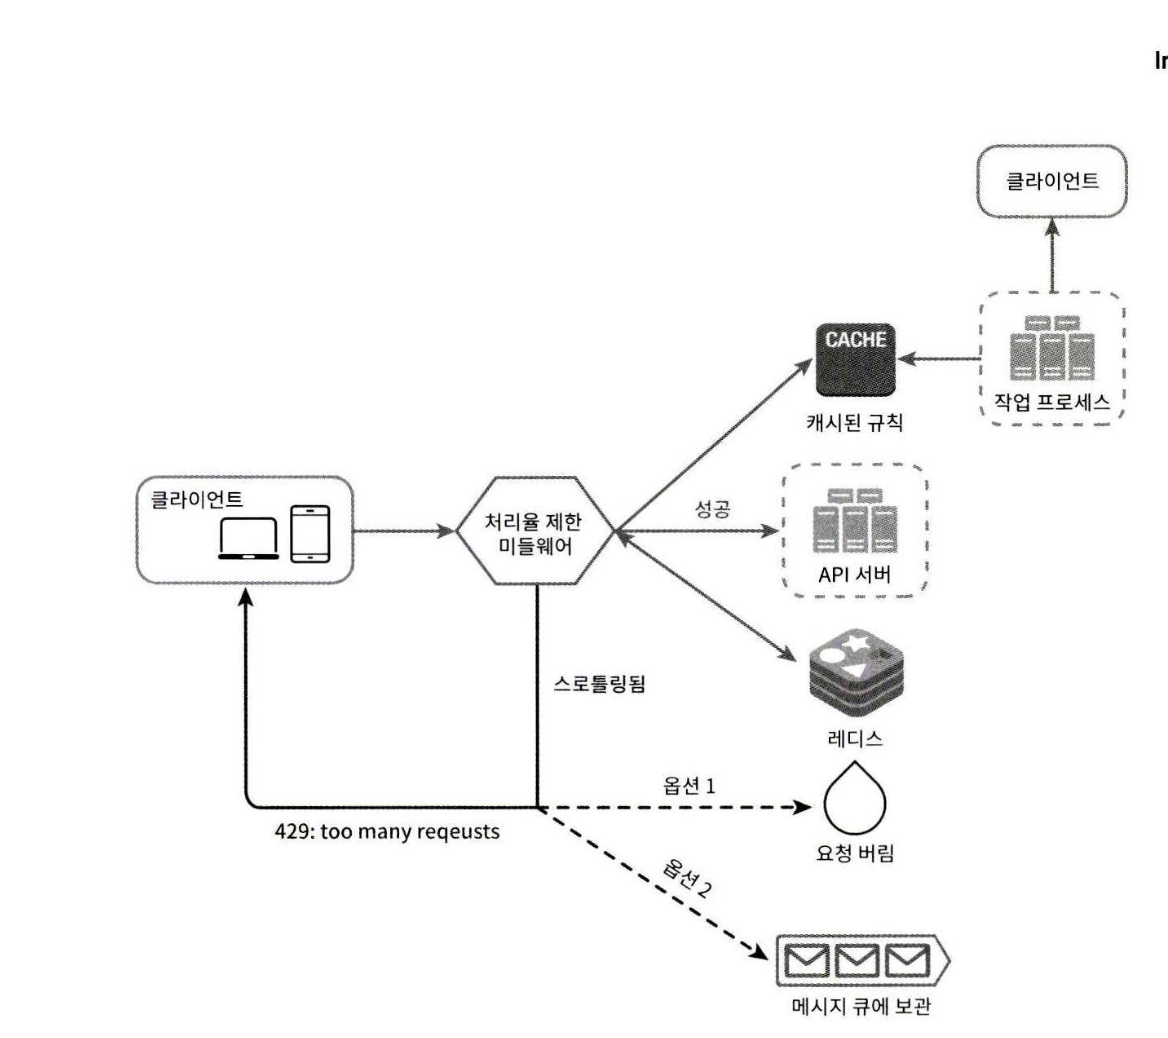 클라이언트
CACHE
작업 프로세스
캐시된 규칙
클라이언트
처리율 제한
미들웨어
성공
API 서버
스로틀링됨
레디스
옵션 1
429: too many reqeusts
요청 버림
옵션 2
메시지 큐에 보관